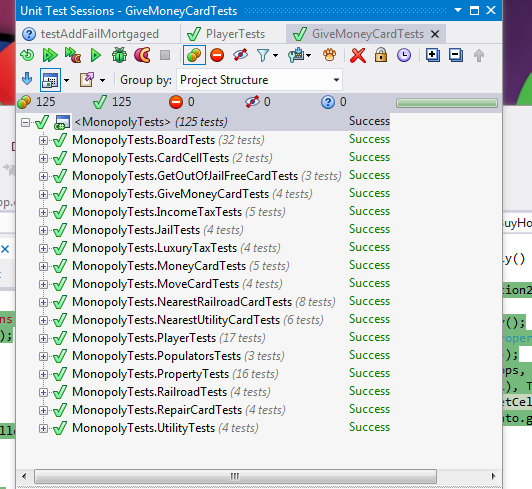 Unit Test Sessions - GiveMoneyCardTests
testAddFailMortgaged PlayerTests GiveMoneyCardTests
Group by: Project Structure
125 125 0 0 0
<MonopolyTests> (125 tests) Success
MonopolyTests.BoardTests (32 tests) Success
MonopolyTests.CardCellTests (2 tests) Success
MonopolyTests.GetOutOfJailFreeCardTests (3 tests) Success
MonopolyTests.GiveMoneyCardTests (4 tests) Success
MonopolyTests.IncomeTaxTests (5 tests) Success
MonopolyTests.JailTests (4 tests) Success
MonopolyTests.LuxuryTaxTests (4 tests) Success
MonopolyTests.MoneyCardTests (5 tests) Success
MonopolyTests.MoveCardTests (4 tests) Success
MonopolyTests.NearestRailroadCardTests (8 tests) Success
MonopolyTests.NearestUtilityCardTests (6 tests) Success
MonopolyTests.PlayerTests (17 tests) Success
MonopolyTests.PopulatorsTests (3 tests) Success
MonopolyTests.PropertyTests (16 tests) Success
MonopolyTests.RailroadTests (4 tests) Success
MonopolyTests.RepairCardTests (4 tests) Success
MonopolyTests.UtilityTests (4 tests) Success